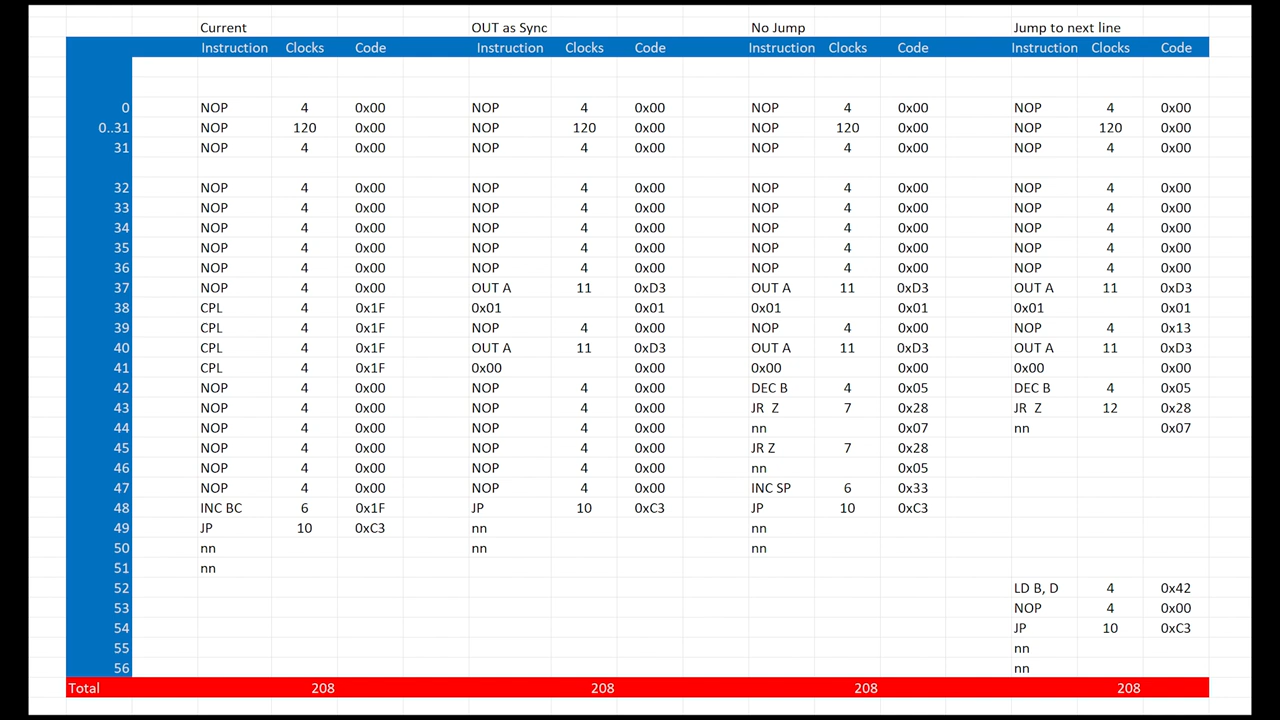 Current OUT as Sync No Jump Jump to next line
Instruction Clocks Code Instruction Clocks Code Instruction Clocks Code Instruction Clocks Code
0 NOP 4 0x00 NOP 4 0x00 NOP 4 0x00 NOP 4 0x00
0..31 NOP 120 0x00 NOP 120 0x00 NOP 120 0x00 NOP 120 0x00
31 NOP 4 0x00 NOP 4 0x00 NOP 4 0x00 NOP 4 0x00
32 NOP 4 0x00 NOP 4 0x00 NOP 4 0x00 NOP 4 0x00
33 NOP 4 0x00 NOP 4 0x00 NOP 4 0x00 NOP 4 0x00
34 NOP 4 0x00 NOP 4 0x00 NOP 4 0x00 NOP 4 0x00
35 NOP 4 0x00 NOP 4 0x00 NOP 4 0x00 NOP 4 0x00
36 NOP 4 0x00 NOP 4 0x00 NOP 4 0x00 NOP 4 0x00
37 NOP 4 0x00 OUT A 11 0xD3 OUT A 11 0xD3 OUT A 11 0xD3
38 CPL 4 0x1F 0x01 0x01 0x01 0x01 0x01 0x01
39 CPL 4 0x1F NOP 4 0x00 NOP 4 0x00 NOP 4 0x13
40 CPL 4 0x1F OUT A 11 0xD3 OUT A 11 0xD3 OUT A 11 0xD3
41 CPL 4 0x1F 0x00 0x00 0x00 0x00 0x00 0x00
42 NOP 4 0x00 NOP 4 0x00 DEC B 4 0x05 DEC B 4 0x05
43 NOP 4 0x00 NOP 4 0x00 JR Z 7 0x28 JR Z 12 0x28
44 NOP 4 0x00 NOP 4 0x00 nn 0x07 nn 0x07
45 NOP 4 0x00 NOP 4 0x00 JR Z 7 0x28
46 NOP 4 0x00 NOP 4 0x00 nn 0x05
47 NOP 4 0x00 NOP 4 0x00 INC SP 6 0x33
48 INC BC 6 0x1F JP 10 0xC3 JP 10 0xC3
49 JP 10 0xC3 nn nn
50 nn nn nn
51 nn
52 LD B, D 4 0x42
53 NOP 4 0x00
54 JP 10 0xC3
55 nn
56 nn
Total 208 208 208 208